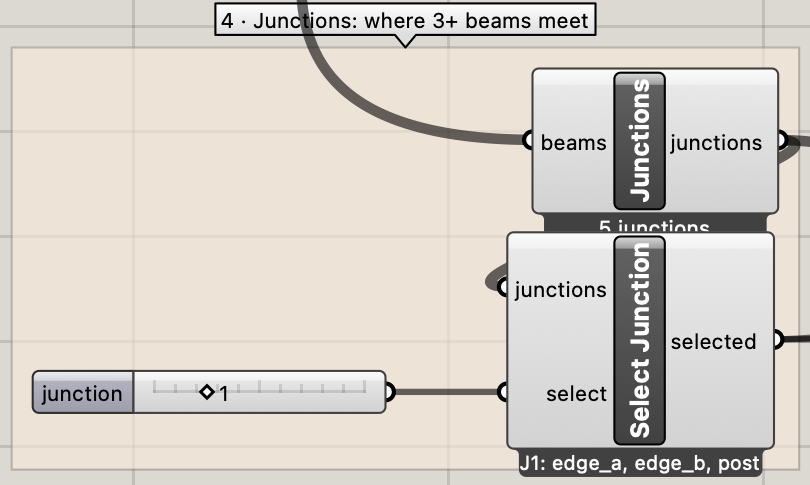 4 · Junctions: where 3+ beams meet
beams
Junctions
junctions
5 junctions
junctions
Select Junction
selected
junction
1
select
J1: edge_a, edge_b, post